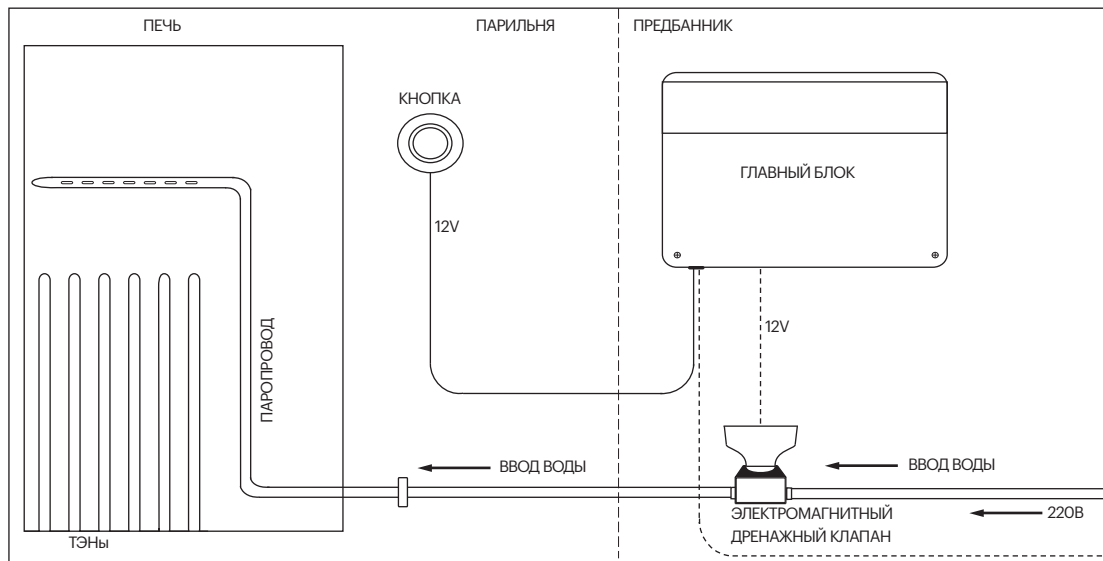 ПЕЧЬ
ПАРИЛЬНЯ
ПРЕДБАННИК
КНОПКА
ГЛАВНЫЙ БЛОК
12V
12V
ПАРОПРОВОД
ВВОД ВОДЫ
ВВОД ВОДЫ
ЭЛЕКТРОМАГНИТНЫЙ
ДРЕНАЖНЫЙ КЛАПАН
220В
ТЭНы